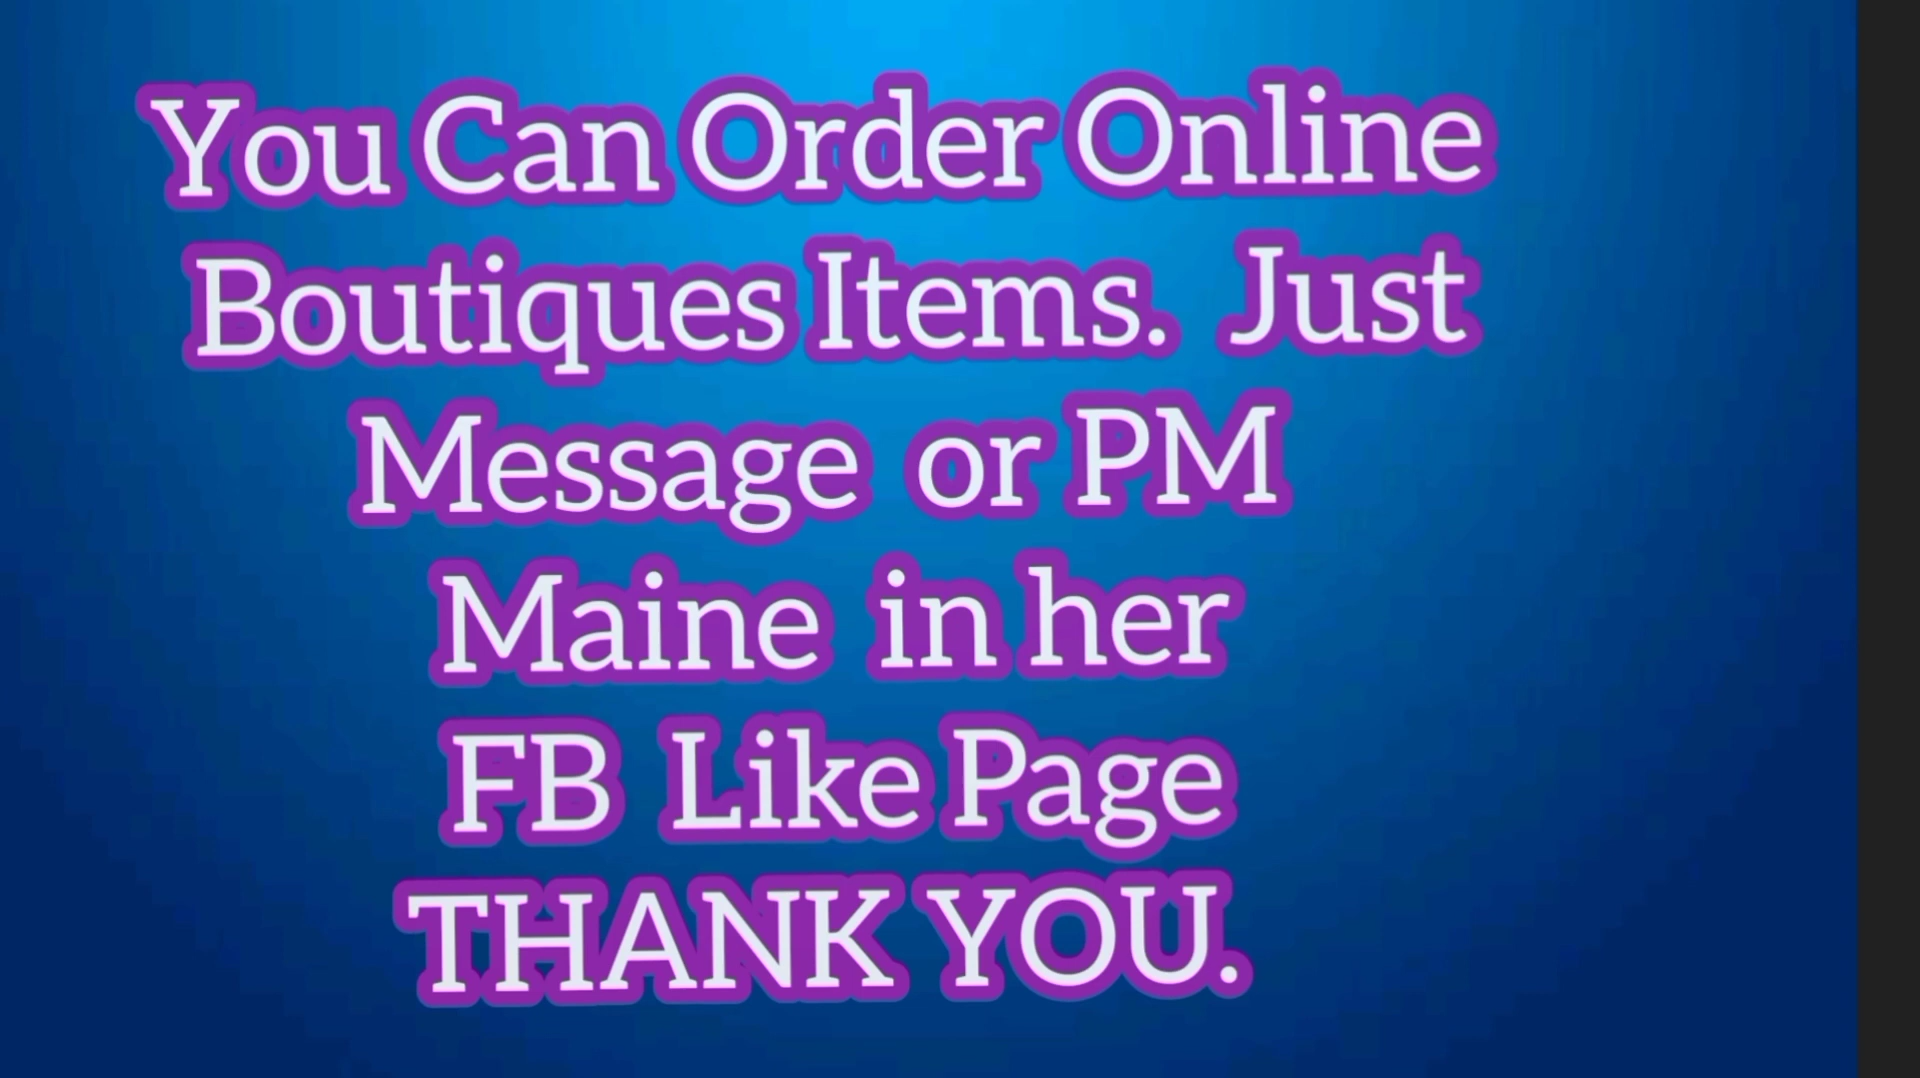 You Can Order Online
Boutiques Items. Just
Message or PM
Maine in her
FB Like Page
THANK YOU.